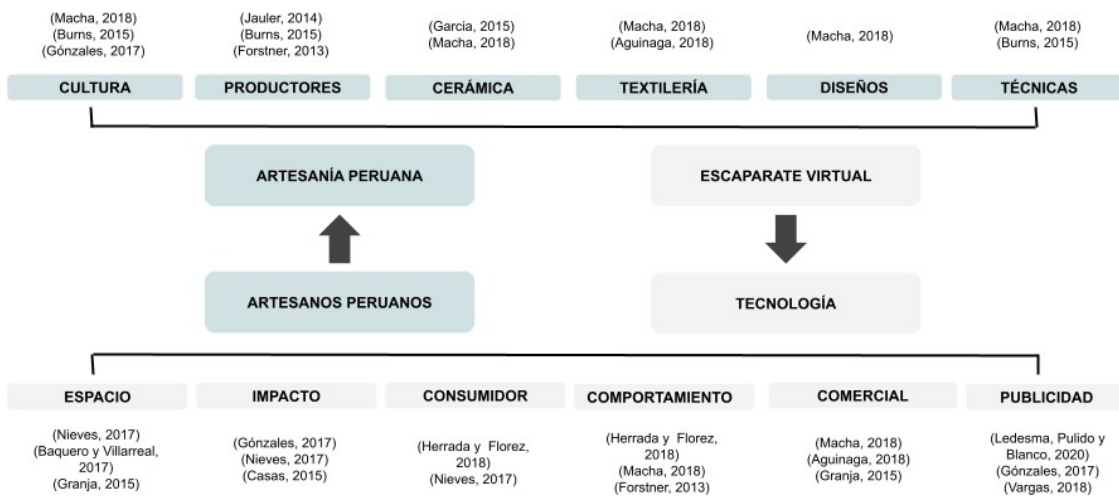 (Macha, 2018)
(Burns, 2015)
(Gónzales, 2017)
CULTURA
(Jauler, 2014)
(Burns, 2015)
(Forstner, 2013)
PRODUCTORES
(Garcia, 2015)
(Macha, 2018)
CERÁMICA
(Macha, 2018)
(Aguinaga, 2018)
TEXTILERÍA
(Macha, 2018)
DISEÑOS
(Macha, 2018)
(Burns, 2015)
TÉCNICAS
ARTESANÍA PERUANA
ESCAPARATE VIRTUAL
ARTESANOS PERUANOS
TECNOLOGÍA
ESPACIO
(Nieves, 2017)
(Baquero y Villarreal,
2017)
(Granja, 2015)
IMPACTO
(Gónzales, 2017)
(Nieves, 2017)
(Casas, 2015)
CONSUMIDOR
(Herrada y Florez,
2018)
(Nieves, 2017)
COMPORTAMIENTO
(Herrada y Florez,
2018)
(Macha, 2018)
(Forstner, 2013)
COMERCIAL
(Macha, 2018)
(Aguinaga, 2018)
(Granja, 2015)
PUBLICIDAD
(Ledesma, Pulido y
Blanco, 2020)
(Gónzales, 2017)
(Vargas, 2018)